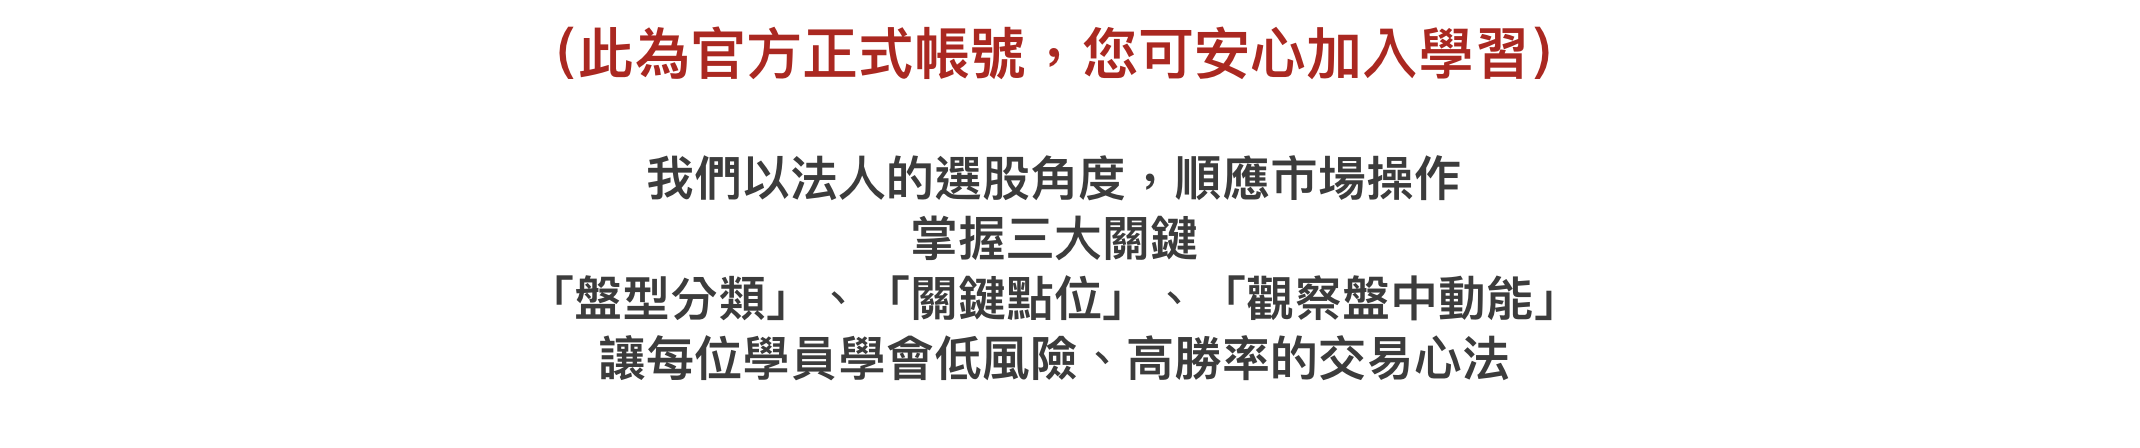 （此為官方正式帳號，您可安心加入學習）
我們以法人的選股角度，順應市場操作
掌握三大關鍵
「盤型分類」、「關鍵點位」、「觀察盤中動能」
讓每位學員學會低風險、高勝率的交易心法